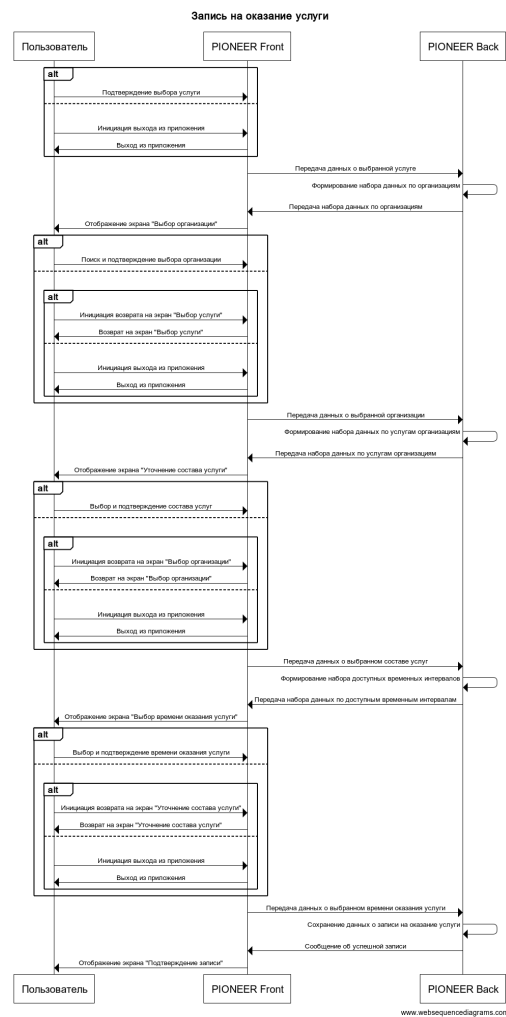 Запись на оказание услуги
Пользователь
PIONEER Front
PIONEER Back
alt
Подтверждение выбора услуги
Инициация выхода из приложения
Выход из приложения
Передача данных о выбранной услуге
Формирование набора данных по организациям
Передача набора данных по организациям
Отображение экрана "Выбор организации"
alt
Поиск и подтверждение выбора организации
alt
Инициация возврата на экран "Выбор услуги"
Возврат на экран "Выбор услуги"
Инициация выхода из приложения
Выход из приложения
Передача данных о выбранной организации
Формирование набора данных по услугам организациям
Передача набора данных по услугам организациям
Отображение экрана "Уточнение состава услуги"
alt
Выбор и подтверждение состава услуг
alt
Инициация возврата на экран "Выбор организации"
Возврат на экран "Выбор организации"
Инициация выхода из приложения
Выход из приложения
Передача данных о выбранном составе услуг
Формирование набора доступных временных интервалов
Передача набора данных по доступным временным интервалам
Отображение экрана "Выбор времени оказания услуги"
alt
Выбор и подтверждение времени оказания услуги
alt
Инициация возврата на экран "Уточнение состава услуги"
Возврат на экран "Уточнение состава услуги"
Инициация выхода из приложения
Выход из приложения
Передача данных о выбранном времени оказания услуги
Сохранение данных о записи на оказание услугу
Сообщение об успешной записи
Отображение экрана "Подтверждение записи"
Пользователь
PIONEER Front
PIONEER Back
www.websequencediagrams.com